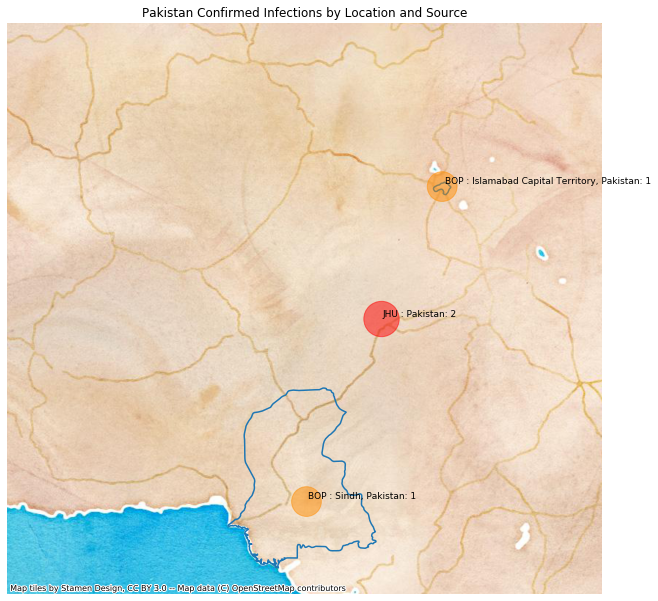 Pakistan Confirmed Infections by Location and Source
BOP : Islamabad Capital Territory, Pakistan: 1
JHU : Pakistan: 2
BOP : Sindh, Pakistan: 1
Map tiles by Stamen Design, CC BY 3.0 -- Map data (C) OpenStreetMap contributors